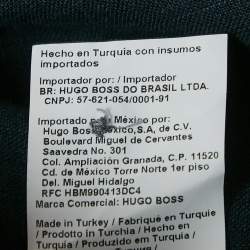 Hecho en Turquia con insumos
importados
Importador por: / Importador
BR: HUGO BOSS DO BRASIL LTDA.
CNPJ: 57-621-054/0001-91
Importado por México por:
Hugo Boss México, S.A, de C.V.
Boulevard Miguel de Cervantes
Saavedra No. 301
Col. Ampliación Granada, C.P. 11520
Cd. de México Torre Norte 1er piso
Del. Miguel Hidalgo
RFC HBM990413DC4
Marca Comercial: HUGO BOSS
Made in Turkey / Fabriqué en Turquie
/ Prodotto in Turchia / Hecho en
Turquía / Produzido em Turquia /